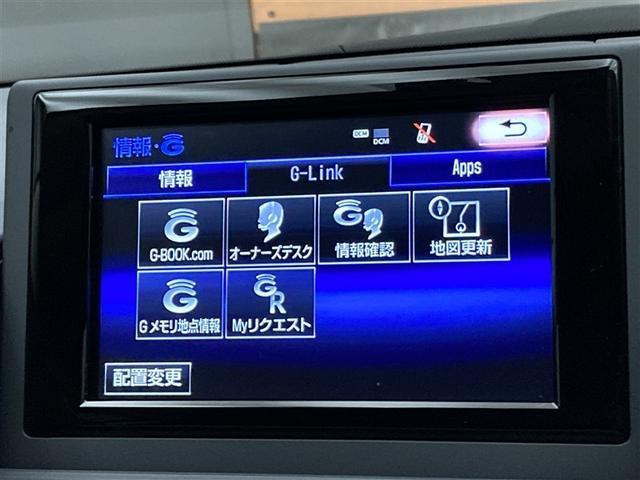 情報・G
DCM DCM
情報 G-Link Apps
G-BOOK.com オーナーズデスク 情報確認 地図更新
Gメモリ地点情報 Myリクエスト
配置変更